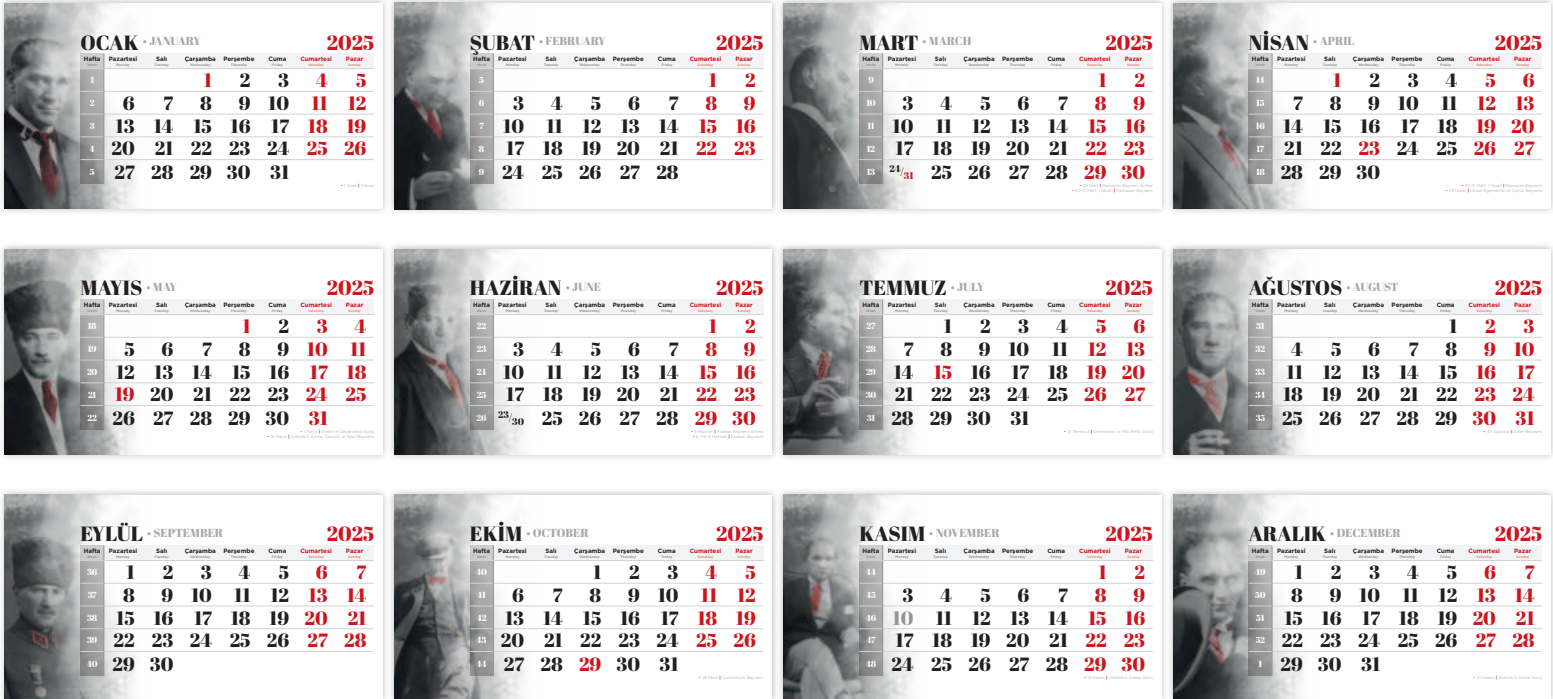 OCAK • JANUARY 2025
Hafta Pazartesi Salı Çarşamba Perşembe Cuma Cumartesi Pazar
1 1 2 3 4 5
2 6 7 8 9 10 11 12
3 13 14 15 16 17 18 19
4 20 21 22 23 24 25 26
5 27 28 29 30 31
ŞUBAT • FEBRUARY 2025
Hafta Pazartesi Salı Çarşamba Perşembe Cuma Cumartesi Pazar
5 1 2
6 3 4 5 6 7 8 9
7 10 11 12 13 14 15 16
8 17 18 19 20 21 22 23
9 24 25 26 27 28
MART • MARCH 2025
Hafta Pazartesi Salı Çarşamba Perşembe Cuma Cumartesi Pazar
9 1 2
10 3 4 5 6 7 8 9
11 10 11 12 13 14 15 16
12 17 18 19 20 21 22 23
13 24/31 25 26 27 28 29 30
NİSAN • APRIL 2025
Hafta Pazartesi Salı Çarşamba Perşembe Cuma Cumartesi Pazar
14 1 2 3 4 5 6
15 7 8 9 10 11 12 13
16 14 15 16 17 18 19 20
17 21 22 23 24 25 26 27
18 28 29 30
MAYIS • MAY 2025
Hafta Pazartesi Salı Çarşamba Perşembe Cuma Cumartesi Pazar
18 1 2 3 4
19 5 6 7 8 9 10 11
20 12 13 14 15 16 17 18
21 19 20 21 22 23 24 25
22 26 27 28 29 30 31
HAZİRAN • JUNE 2025
Hafta Pazartesi Salı Çarşamba Perşembe Cuma Cumartesi Pazar
22 1 2
23 3 4 5 6 7 8 9
24 10 11 12 13 14 15 16
25 17 18 19 20 21 22 23
26 23/30 25 26 27 28 29 30
TEMMUZ • JULY 2025
Hafta Pazartesi Salı Çarşamba Perşembe Cuma Cumartesi Pazar
27 1 2 3 4 5 6
28 7 8 9 10 11 12 13
29 14 15 16 17 18 19 20
30 21 22 23 24 25 26 27
31 28 29 30 31
AĞUSTOS • AUGUST 2025
Hafta Pazartesi Salı Çarşamba Perşembe Cuma Cumartesi Pazar
31 1 2 3
32 4 5 6 7 8 9 10
33 11 12 13 14 15 16 17
34 18 19 20 21 22 23 24
35 25 26 27 28 29 30 31
EYLÜL • SEPTEMBER 2025
Hafta Pazartesi Salı Çarşamba Perşembe Cuma Cumartesi Pazar
36 1 2 3 4 5 6 7
37 8 9 10 11 12 13 14
38 15 16 17 18 19 20 21
39 22 23 24 25 26 27 28
40 29 30
EKİM • OCTOBER 2025
Hafta Pazartesi Salı Çarşamba Perşembe Cuma Cumartesi Pazar
40 1 2 3 4 5
41 6 7 8 9 10 11 12
42 13 14 15 16 17 18 19
43 20 21 22 23 24 25 26
44 27 28 29 30 31
KASIM • NOVEMBER 2025
Hafta Pazartesi Salı Çarşamba Perşembe Cuma Cumartesi Pazar
44 1 2
45 3 4 5 6 7 8 9
46 10 11 12 13 14 15 16
47 17 18 19 20 21 22 23
48 24 25 26 27 28 29 30
ARALIK • DECEMBER 2025
Hafta Pazartesi Salı Çarşamba Perşembe Cuma Cumartesi Pazar
49 1 2 3 4 5 6 7
50 8 9 10 11 12 13 14
51 15 16 17 18 19 20 21
52 22 23 24 25 26 27 28
1 29 30 31